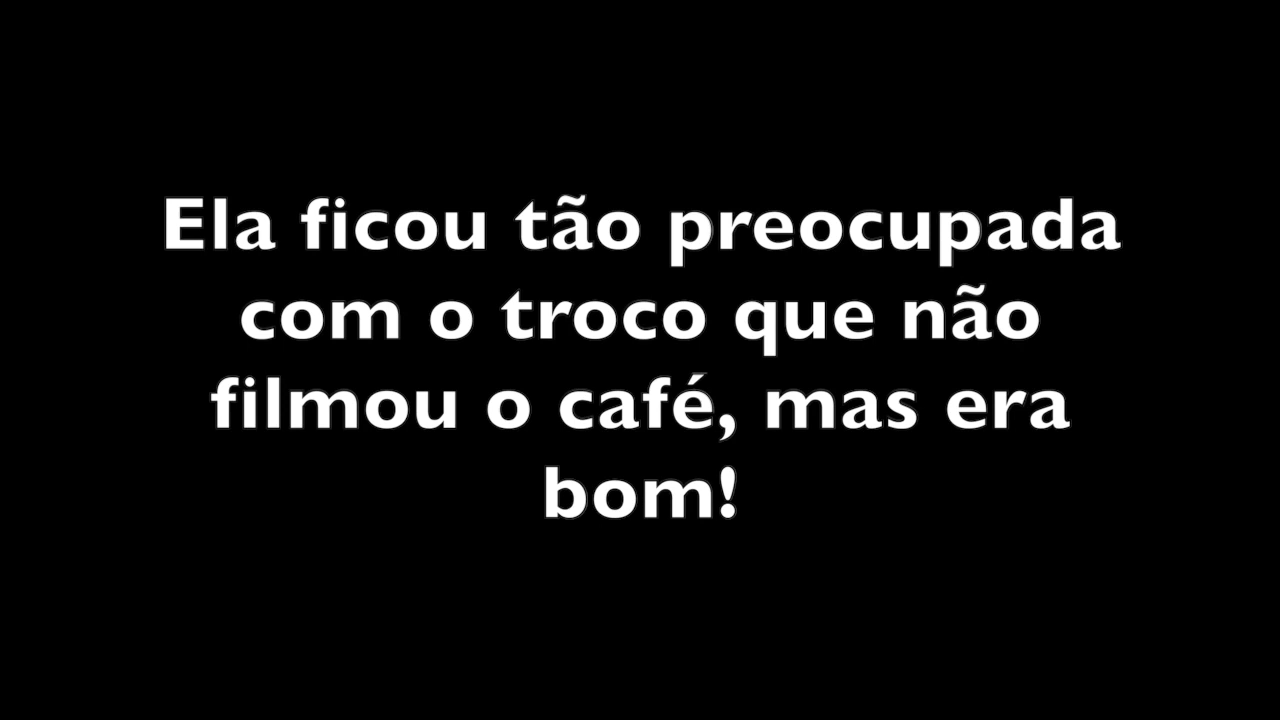 Ela ficou tão preocupada
com o troco que não
filmou o café, mas era
bom!